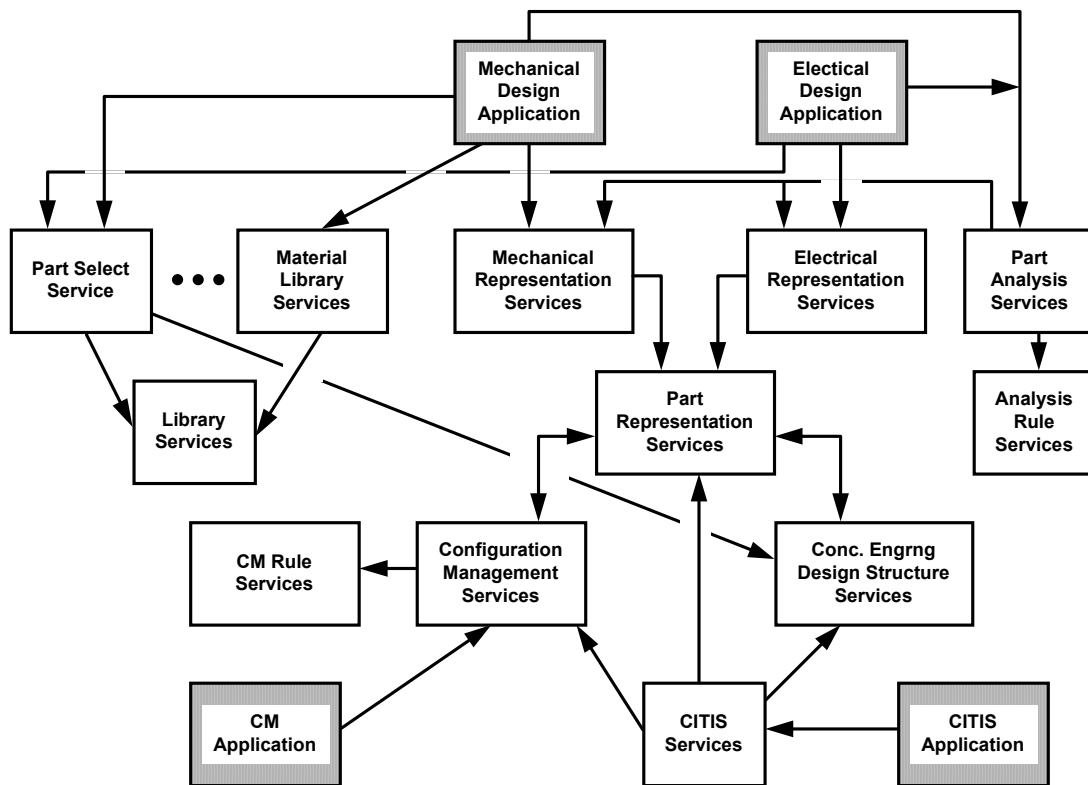 Mechanical
Design
Application
Electical
Design
Application
Part Select
Service
Material
Library
Services
Mechanical
Representation
Services
Electrical
Representation
Services
Part
Analysis
Services
Library
Services
Part
Representation
Services
Analysis
Rule
Services
CM Rule
Services
Configuration
Management
Services
Conc. Engrng
Design Structure
Services
CM
Application
CITIS
Services
CITIS
Application